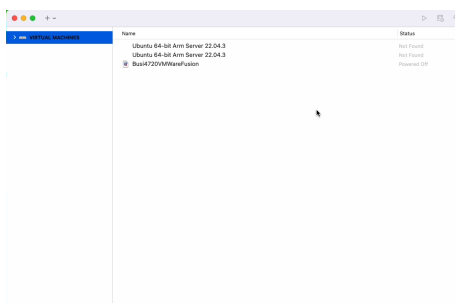 VIRTUAL MACHINES
Name Status
Ubuntu 64-bit Arm Server 22.04.3 Not Found
Ubuntu 64-bit Arm Server 22.04.3 Not Found
Busi4720VMWareFusion Powered Off